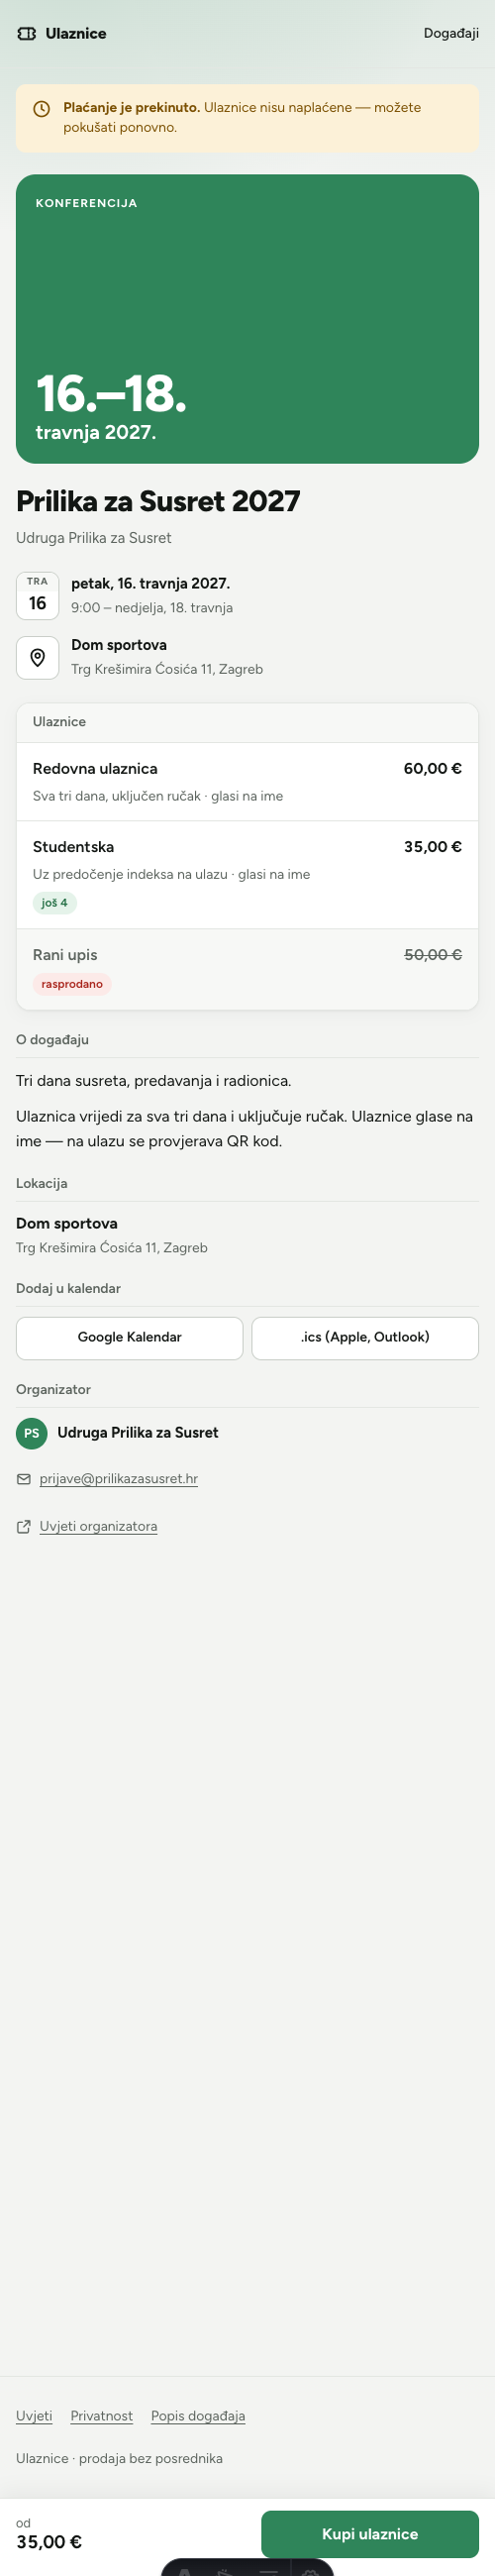 Ulaznice
Događaji
Plaćanje je prekinuto. Ulaznice nisu naplaćene — možete
pokušati ponovno.
KONFERENCIJA
16.–18.
travnja 2027.
Prilika za Susret 2027
Udruga Prilika za Susret
TRA
16
petak, 16. travnja 2027.
9:00 – nedjelja, 18. travnja
Dom sportova
Trg Krešimira Ćosića 11, Zagreb
Ulaznice
Redovna ulaznica
60,00 €
Sva tri dana, uključen ručak · glasi na ime
Studentska
35,00 €
Uz predočenje indeksa na ulazu · glasi na ime
još 4
Rani upis
50,00 €
rasprodano
O događaju
Tri dana susreta, predavanja i radionica.
Ulaznica vrijedi za sva tri dana i uključuje ručak. Ulaznice glase na
ime — na ulazu se provjerava QR kod.
Lokacija
Dom sportova
Trg Krešimira Ćosića 11, Zagreb
Dodaj u kalendar
Google Kalendar
.ics (Apple, Outlook)
Organizator
PS
Udruga Prilika za Susret
prijave@prilikazasusret.hr
Uvjeti organizatora
Uvjeti
Privatnost
Popis događaja
Ulaznice · prodaja bez posrednika
od
35,00 €
Kupi ulaznice